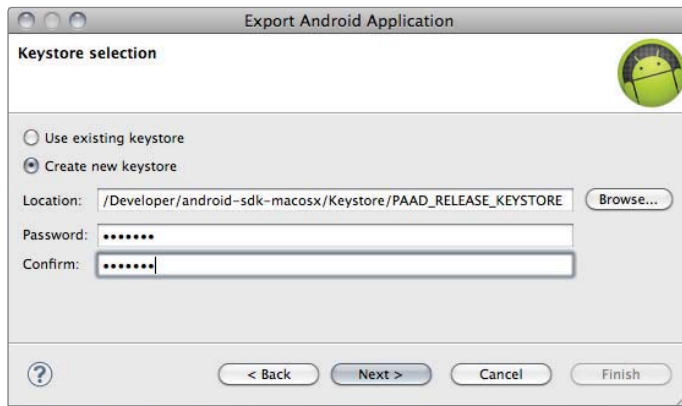 Export Android Application
Keystore selection
Use existing keystore
Create new keystore
Location: /Developer/android-sdk-macosx/Keystore/PAAD_RELEASE_KEYSTORE Browse...
Password: •••••••
Confirm: •••••••
? < Back Next > Cancel Finish